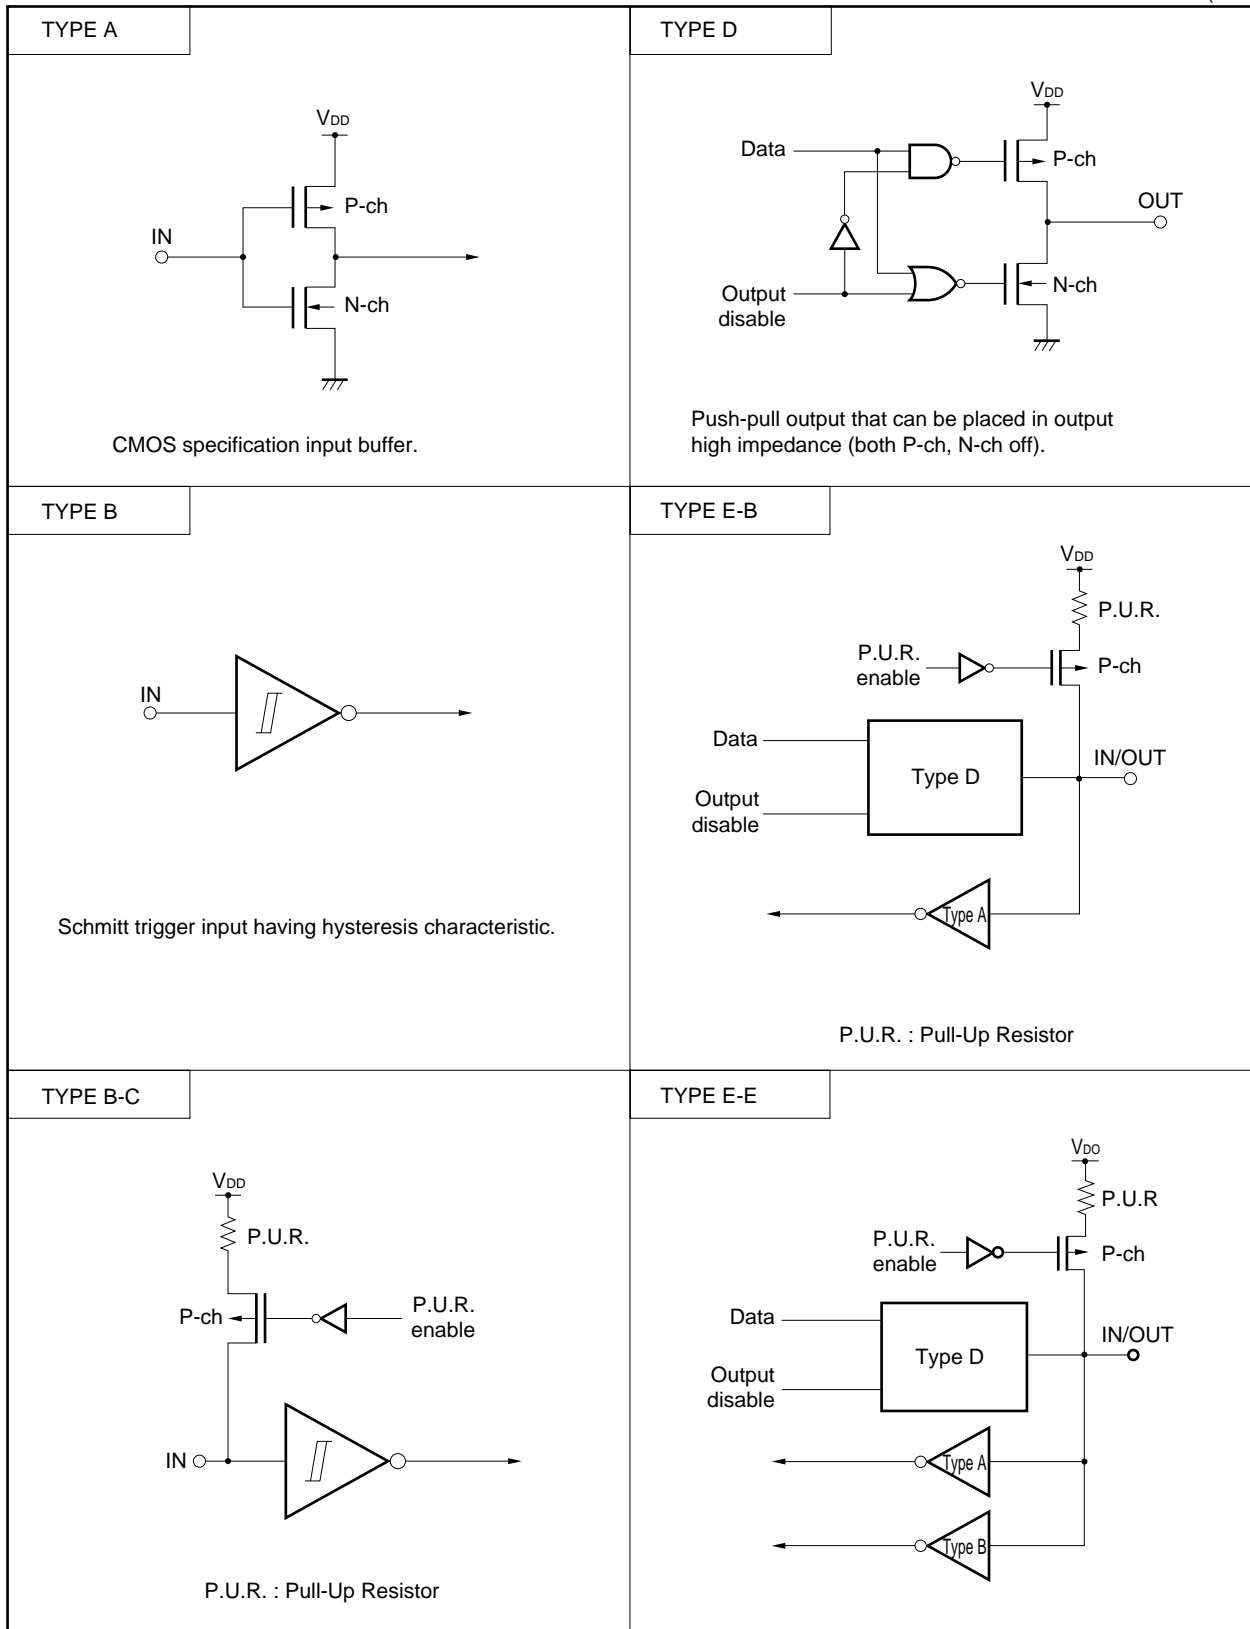 (
TYPE A
VDD
P-ch
IN
N-ch
CMOS specification input buffer.
TYPE D
VDD
Data
P-ch
OUT
Output
disable
N-ch
Push-pull output that can be placed in output
high impedance (both P-ch, N-ch off).
TYPE B
IN
Schmitt trigger input having hysteresis characteristic.
TYPE E-B
VDD
P.U.R.
P.U.R.
enable
P-ch
Data
IN/OUT
Type D
Output
disable
Type A
P.U.R. : Pull-Up Resistor
TYPE B-C
VDD
P.U.R.
P-ch
P.U.R.
enable
IN
P.U.R. : Pull-Up Resistor
TYPE E-E
VDO
P.U.R
P.U.R.
enable
P-ch
Data
IN/OUT
Type D
Output
disable
Type A
Type B